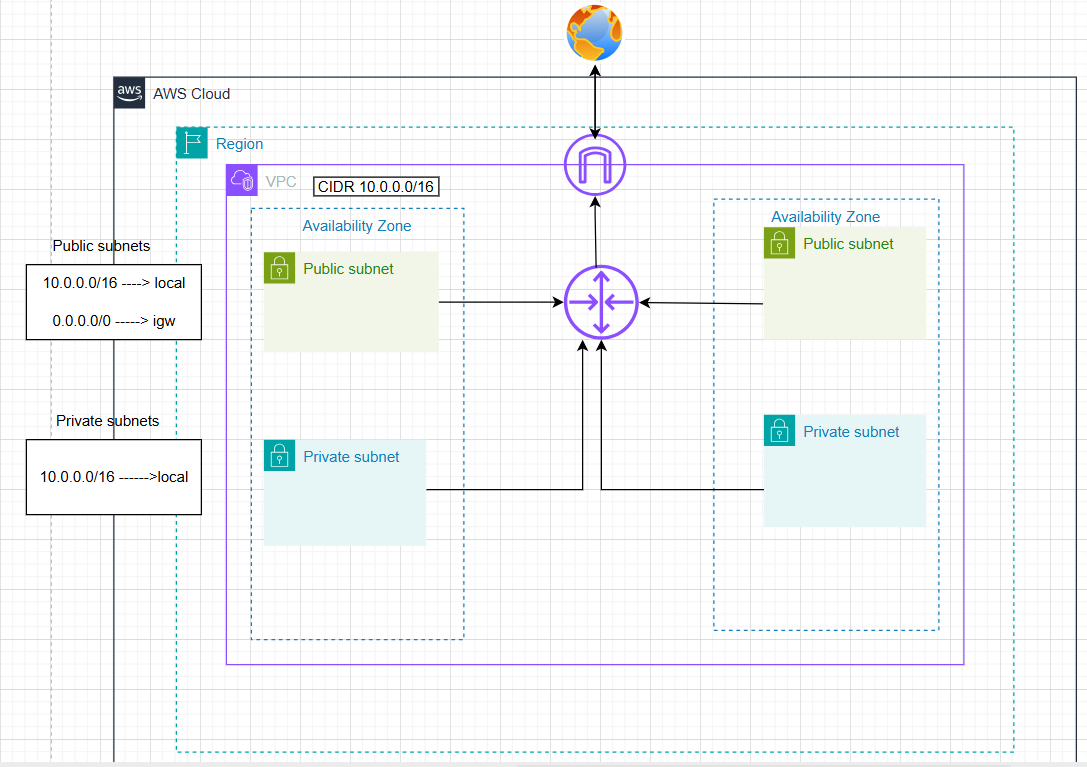 aws
AWS Cloud
Region
VPC
CIDR 10.0.0.0/16
Availability Zone
Availability Zone
Public subnet
Public subnet
Public subnets
10.0.0.0/16 ----> local
0.0.0.0/0 -----> igw
Private subnets
10.0.0.0/16 ------>local
Private subnet
Private subnet